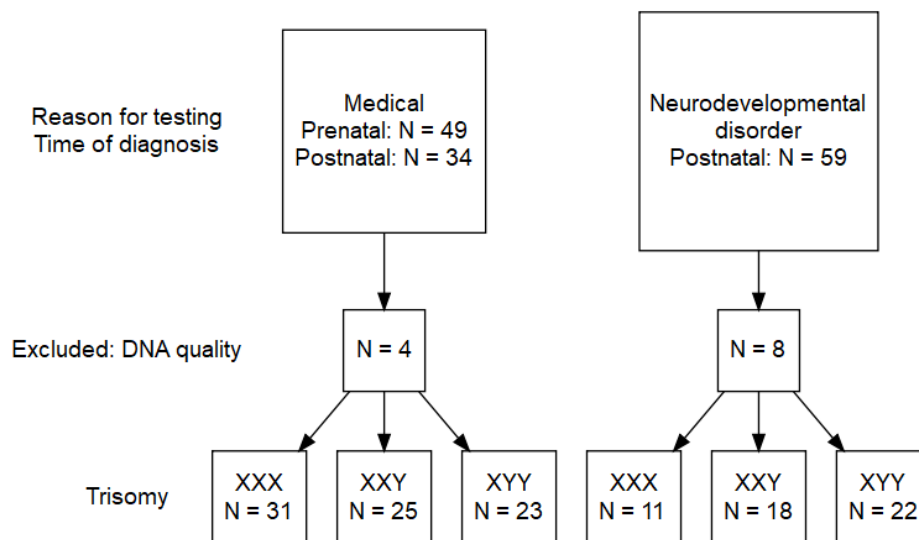 Reason for testing
Time of diagnosis
Medical
Prenatal: N = 49
Postnatal: N = 34
Neurodevelopmental
disorder
Postnatal: N = 59
Excluded: DNA quality
N = 4
N = 8
Trisomy
XXX
N = 31
XXY
N = 25
XYY
N = 23
XXX
N = 11
XXY
N = 18
XYY
N = 22